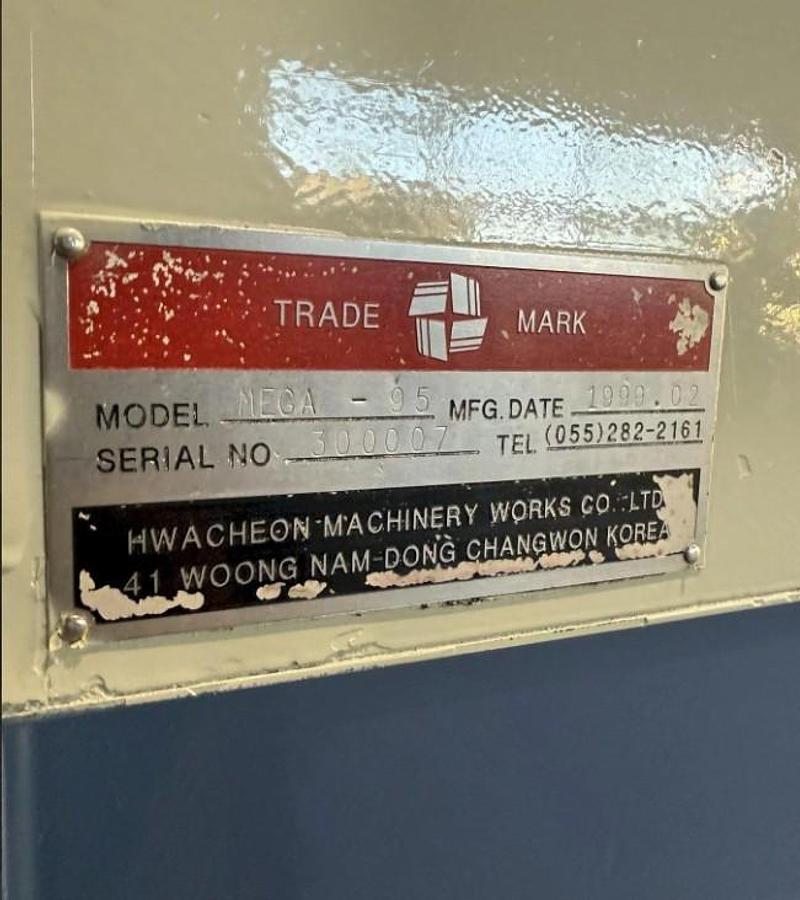 TRADE MARK
MODEL MEGA - 95 MFG. DATE 1999.02
SERIAL NO 300007 TEL (055)282-2161
HWACHEON MACHINERY WORKS CO. LTD
41 WOONG NAM-DONG CHANGWON KOREA